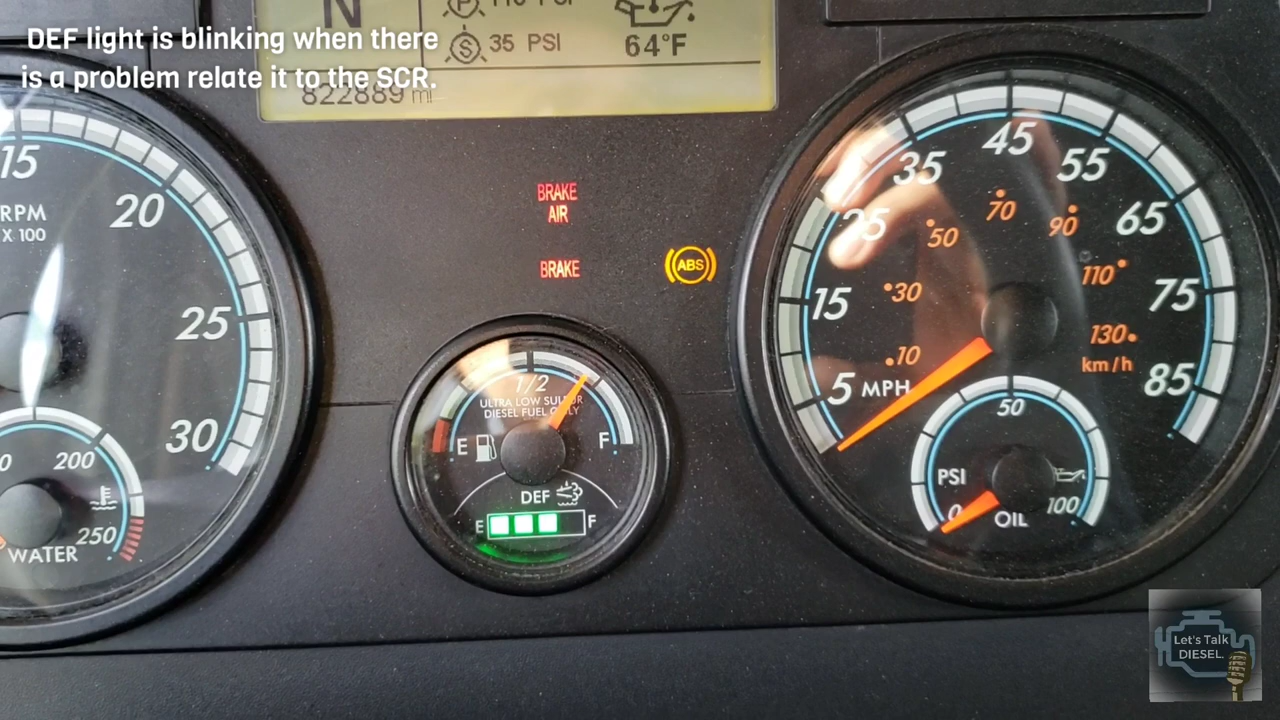 DEF light is blinking when there
is a problem relate it to the SCR.
N
35 PSI
64°F
822889 mi
15
20
25
30
RPM
X 100
200
250
WATER
BRAKE
AIR
BRAKE
ABS
1/2
ULTRA LOW SULFUR
DIESEL FUEL ONLY
E
F
DEF
E
F
5
15
25
35
45
55
65
75
85
MPH
10
30
50
70
90
110
130
km/h
50
PSI
0
100
OIL
Let's Talk
DIESEL.